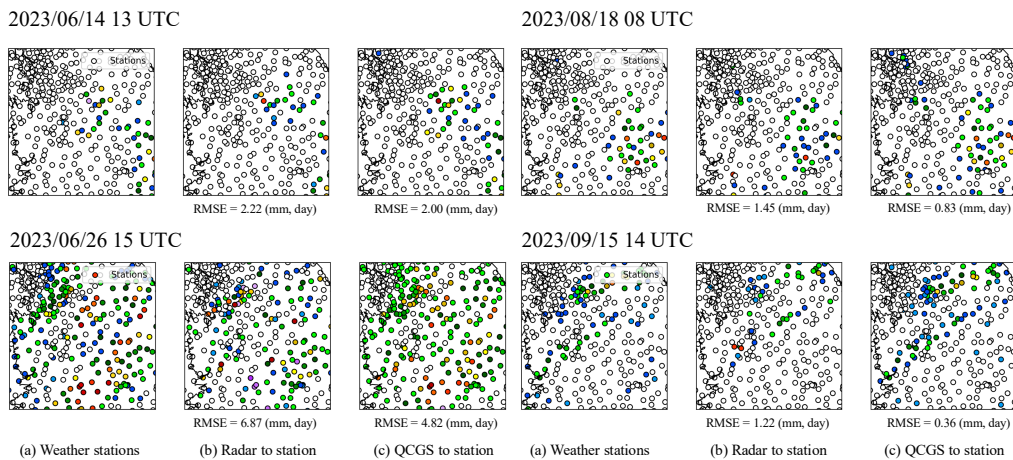 2023/06/14 13 UTC
2023/08/18 08 UTC
Stations
Stations
RMSE = 2.22 (mm, day)
RMSE = 2.00 (mm, day)
RMSE = 1.45 (mm, day)
RMSE = 0.83 (mm, day)
2023/06/26 15 UTC
2023/09/15 14 UTC
Stations
Stations
RMSE = 6.87 (mm, day)
RMSE = 4.82 (mm, day)
RMSE = 1.22 (mm, day)
RMSE = 0.36 (mm, day)
(a) Weather stations
(b) Radar to station
(c) QCGS to station
(a) Weather stations
(b) Radar to station
(c) QCGS to station